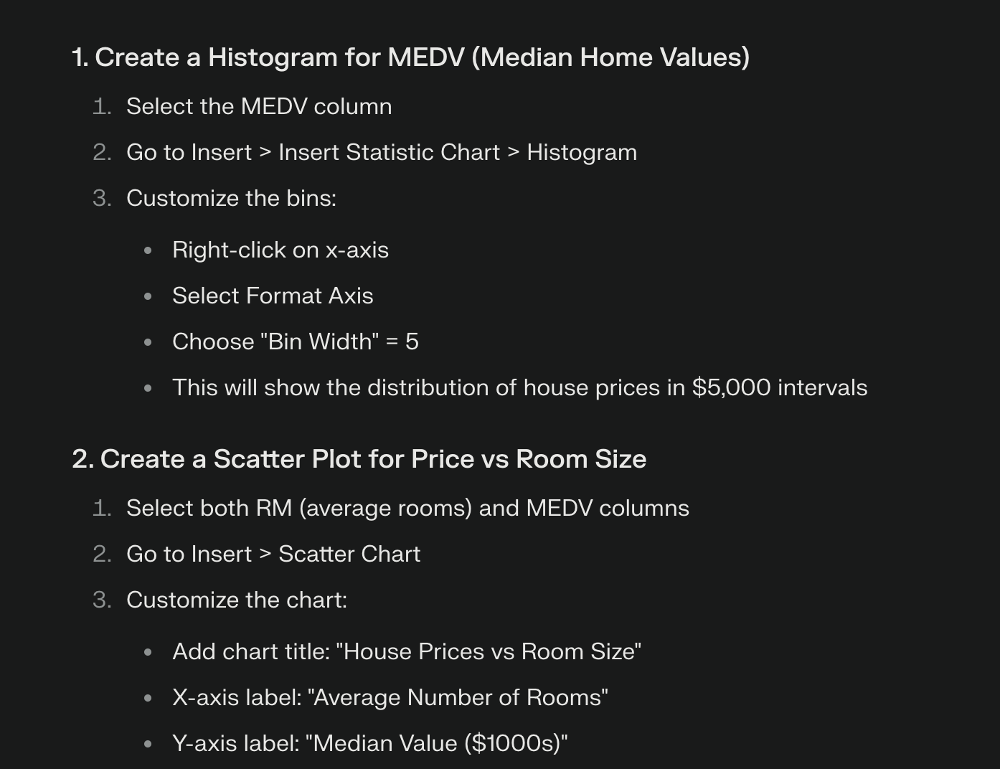 1. Create a Histogram for MEDV (Median Home Values)
1. Select the MEDV column
2. Go to Insert > Insert Statistic Chart > Histogram
3. Customize the bins:
• Right-click on x-axis
• Select Format Axis
• Choose "Bin Width" = 5
• This will show the distribution of house prices in $5,000 intervals
2. Create a Scatter Plot for Price vs Room Size
1. Select both RM (average rooms) and MEDV columns
2. Go to Insert > Scatter Chart
3. Customize the chart:
• Add chart title: "House Prices vs Room Size"
• X-axis label: "Average Number of Rooms"
• Y-axis label: "Median Value ($1000s)"